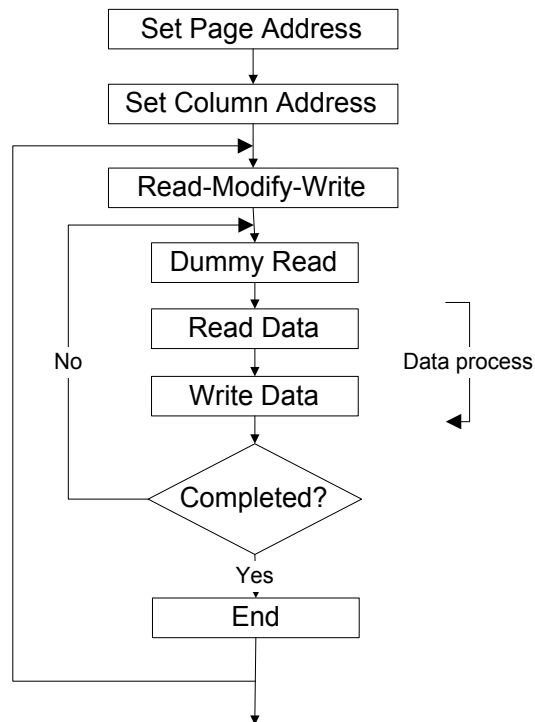 Set Page Address
Set Column Address
Read-Modify-Write
Dummy Read
Read Data
No
Data process
Write Data
Completed?
Yes
End